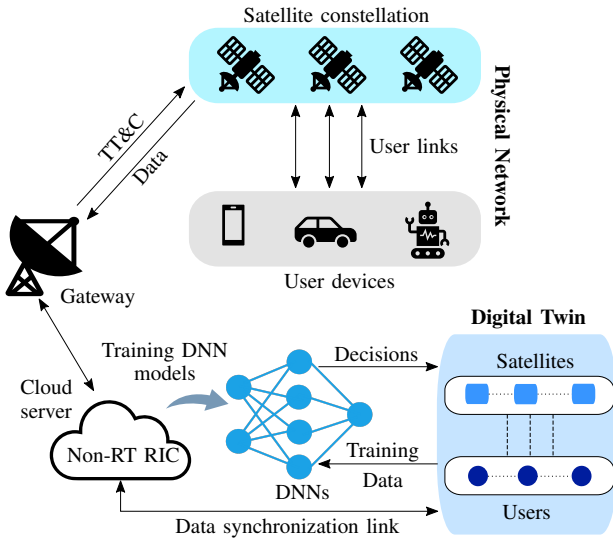 Satellite constellation
Physical Network
TT&C
Data
User links
User devices
Gateway
Training DNN
models
Cloud
server
Non-RT RIC
Decisions
Training
Data
DNNs
Digital Twin
Satellites
Users
Data synchronization link